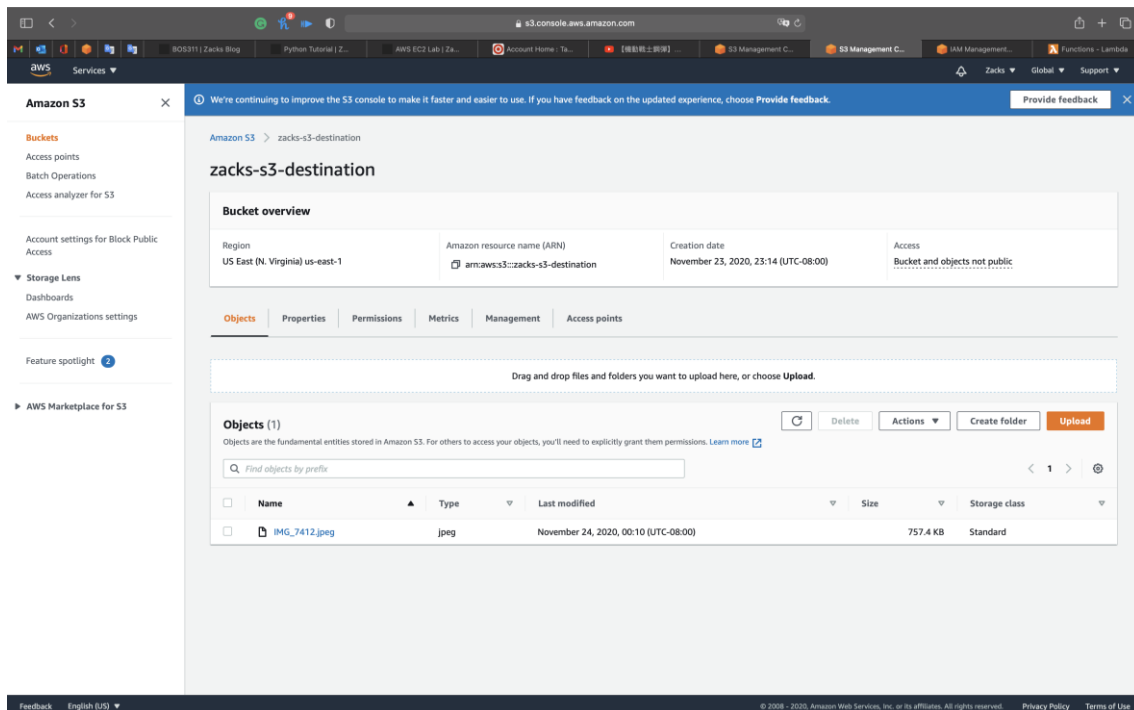 s3.console.aws.amazon.com
BOS311 | Zacks Blog
Python Tutorial | Z...
AWS EC2 Lab | Za...
Account Home : Ta...
S3 Management C...
S3 Management C...
IAM Management...
Functions - Lambda
aws
Services
Zacks
Global
Support
Amazon S3
Buckets
Access points
Batch Operations
Access analyzer for S3
Account settings for Block Public
Access
Storage Lens
Dashboards
AWS Organizations settings
Feature spotlight 2
AWS Marketplace for S3
We're continuing to improve the S3 console to make it faster and easier to use. If you have feedback on the updated experience, choose Provide feedback.
Provide feedback
Amazon S3 > zacks-s3-destination
zacks-s3-destination
Bucket overview
Region
US East (N. Virginia) us-east-1
Amazon resource name (ARN)
arn:aws:s3:::zacks-s3-destination
Creation date
November 23, 2020, 23:14 (UTC-08:00)
Access
Bucket and objects not public
Objects
Properties
Permissions
Metrics
Management
Access points
Drag and drop files and folders you want to upload here, or choose Upload.
Objects (1)
Delete
Actions
Create folder
Upload
Objects are the fundamental entities stored in Amazon S3. For others to access your objects, you'll need to explicitly grant them permissions. Learn more
Find objects by prefix
1
Name
Type
Last modified
Size
Storage class
IMG_7412.jpeg
jpeg
November 24, 2020, 00:10 (UTC-08:00)
757.4 KB
Standard
Feedback
English (US)
© 2008 - 2020, Amazon Web Services, Inc. or its affiliates. All rights reserved.
Privacy Policy
Terms of Use